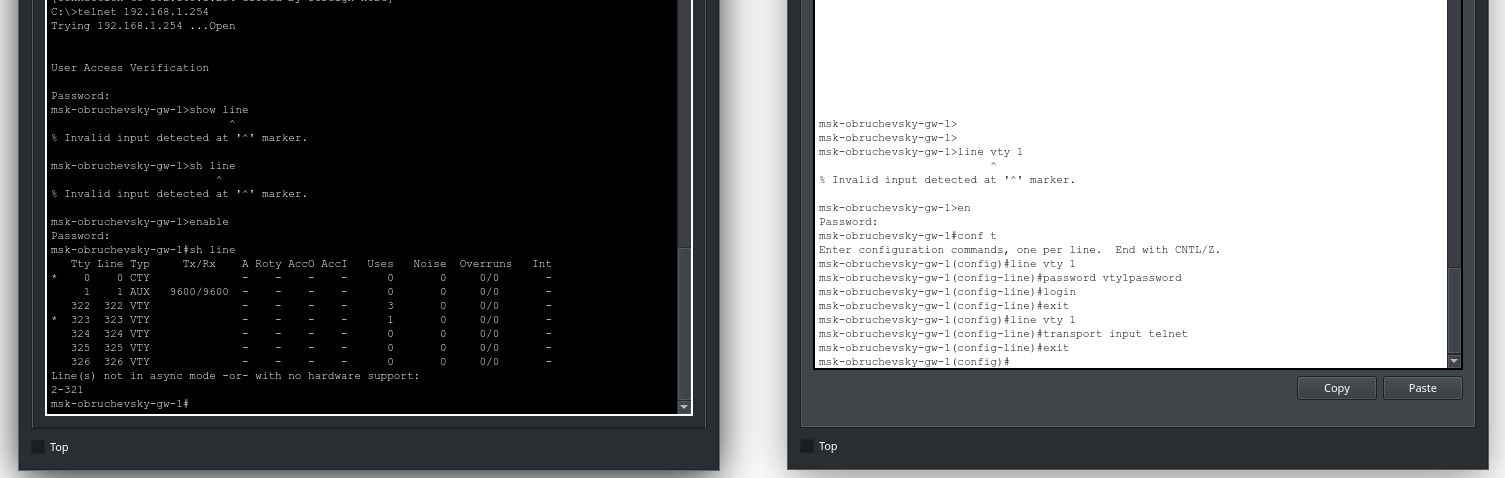 C:\>telnet 192.168.1.254
Trying 192.168.1.254 ...Open
User Access Verification
Password:
msk-obruchevsky-gw-1>show line
^
% Invalid input detected at '^' marker.
msk-obruchevsky-gw-1>sh line
^
% Invalid input detected at '^' marker.
msk-obruchevsky-gw-1>enable
Password:
msk-obruchevsky-gw-1#sh line
Tty Line Typ Tx/Rx A Roty AccO AccI Uses Noise Overruns Int
* 0 0 CTY - - - - 0 0 0/0 -
1 1 AUX 9600/9600 - - - - 0 0 0/0 -
322 322 VTY - - - - 3 0 0/0 -
* 323 323 VTY - - - - 1 0 0/0 -
324 324 VTY - - - - 0 0 0/0 -
325 325 VTY - - - - 0 0 0/0 -
326 326 VTY - - - - 0 0 0/0 -
Line(s) not in async mode -or- with no hardware support:
2-321
msk-obruchevsky-gw-1#
Top
msk-obruchevsky-gw-1>
msk-obruchevsky-gw-1>
msk-obruchevsky-gw-1>line vty 1
^
% Invalid input detected at '^' marker.
msk-obruchevsky-gw-1>en
Password:
msk-obruchevsky-gw-1#conf t
Enter configuration commands, one per line. End with CNTL/Z.
msk-obruchevsky-gw-1(config)#line vty 1
msk-obruchevsky-gw-1(config-line)#password vty1password
msk-obruchevsky-gw-1(config-line)#login
msk-obruchevsky-gw-1(config-line)#exit
msk-obruchevsky-gw-1(config)#line vty 1
msk-obruchevsky-gw-1(config-line)#transport input telnet
msk-obruchevsky-gw-1(config-line)#exit
msk-obruchevsky-gw-1(config)#
Copy
Paste
Top